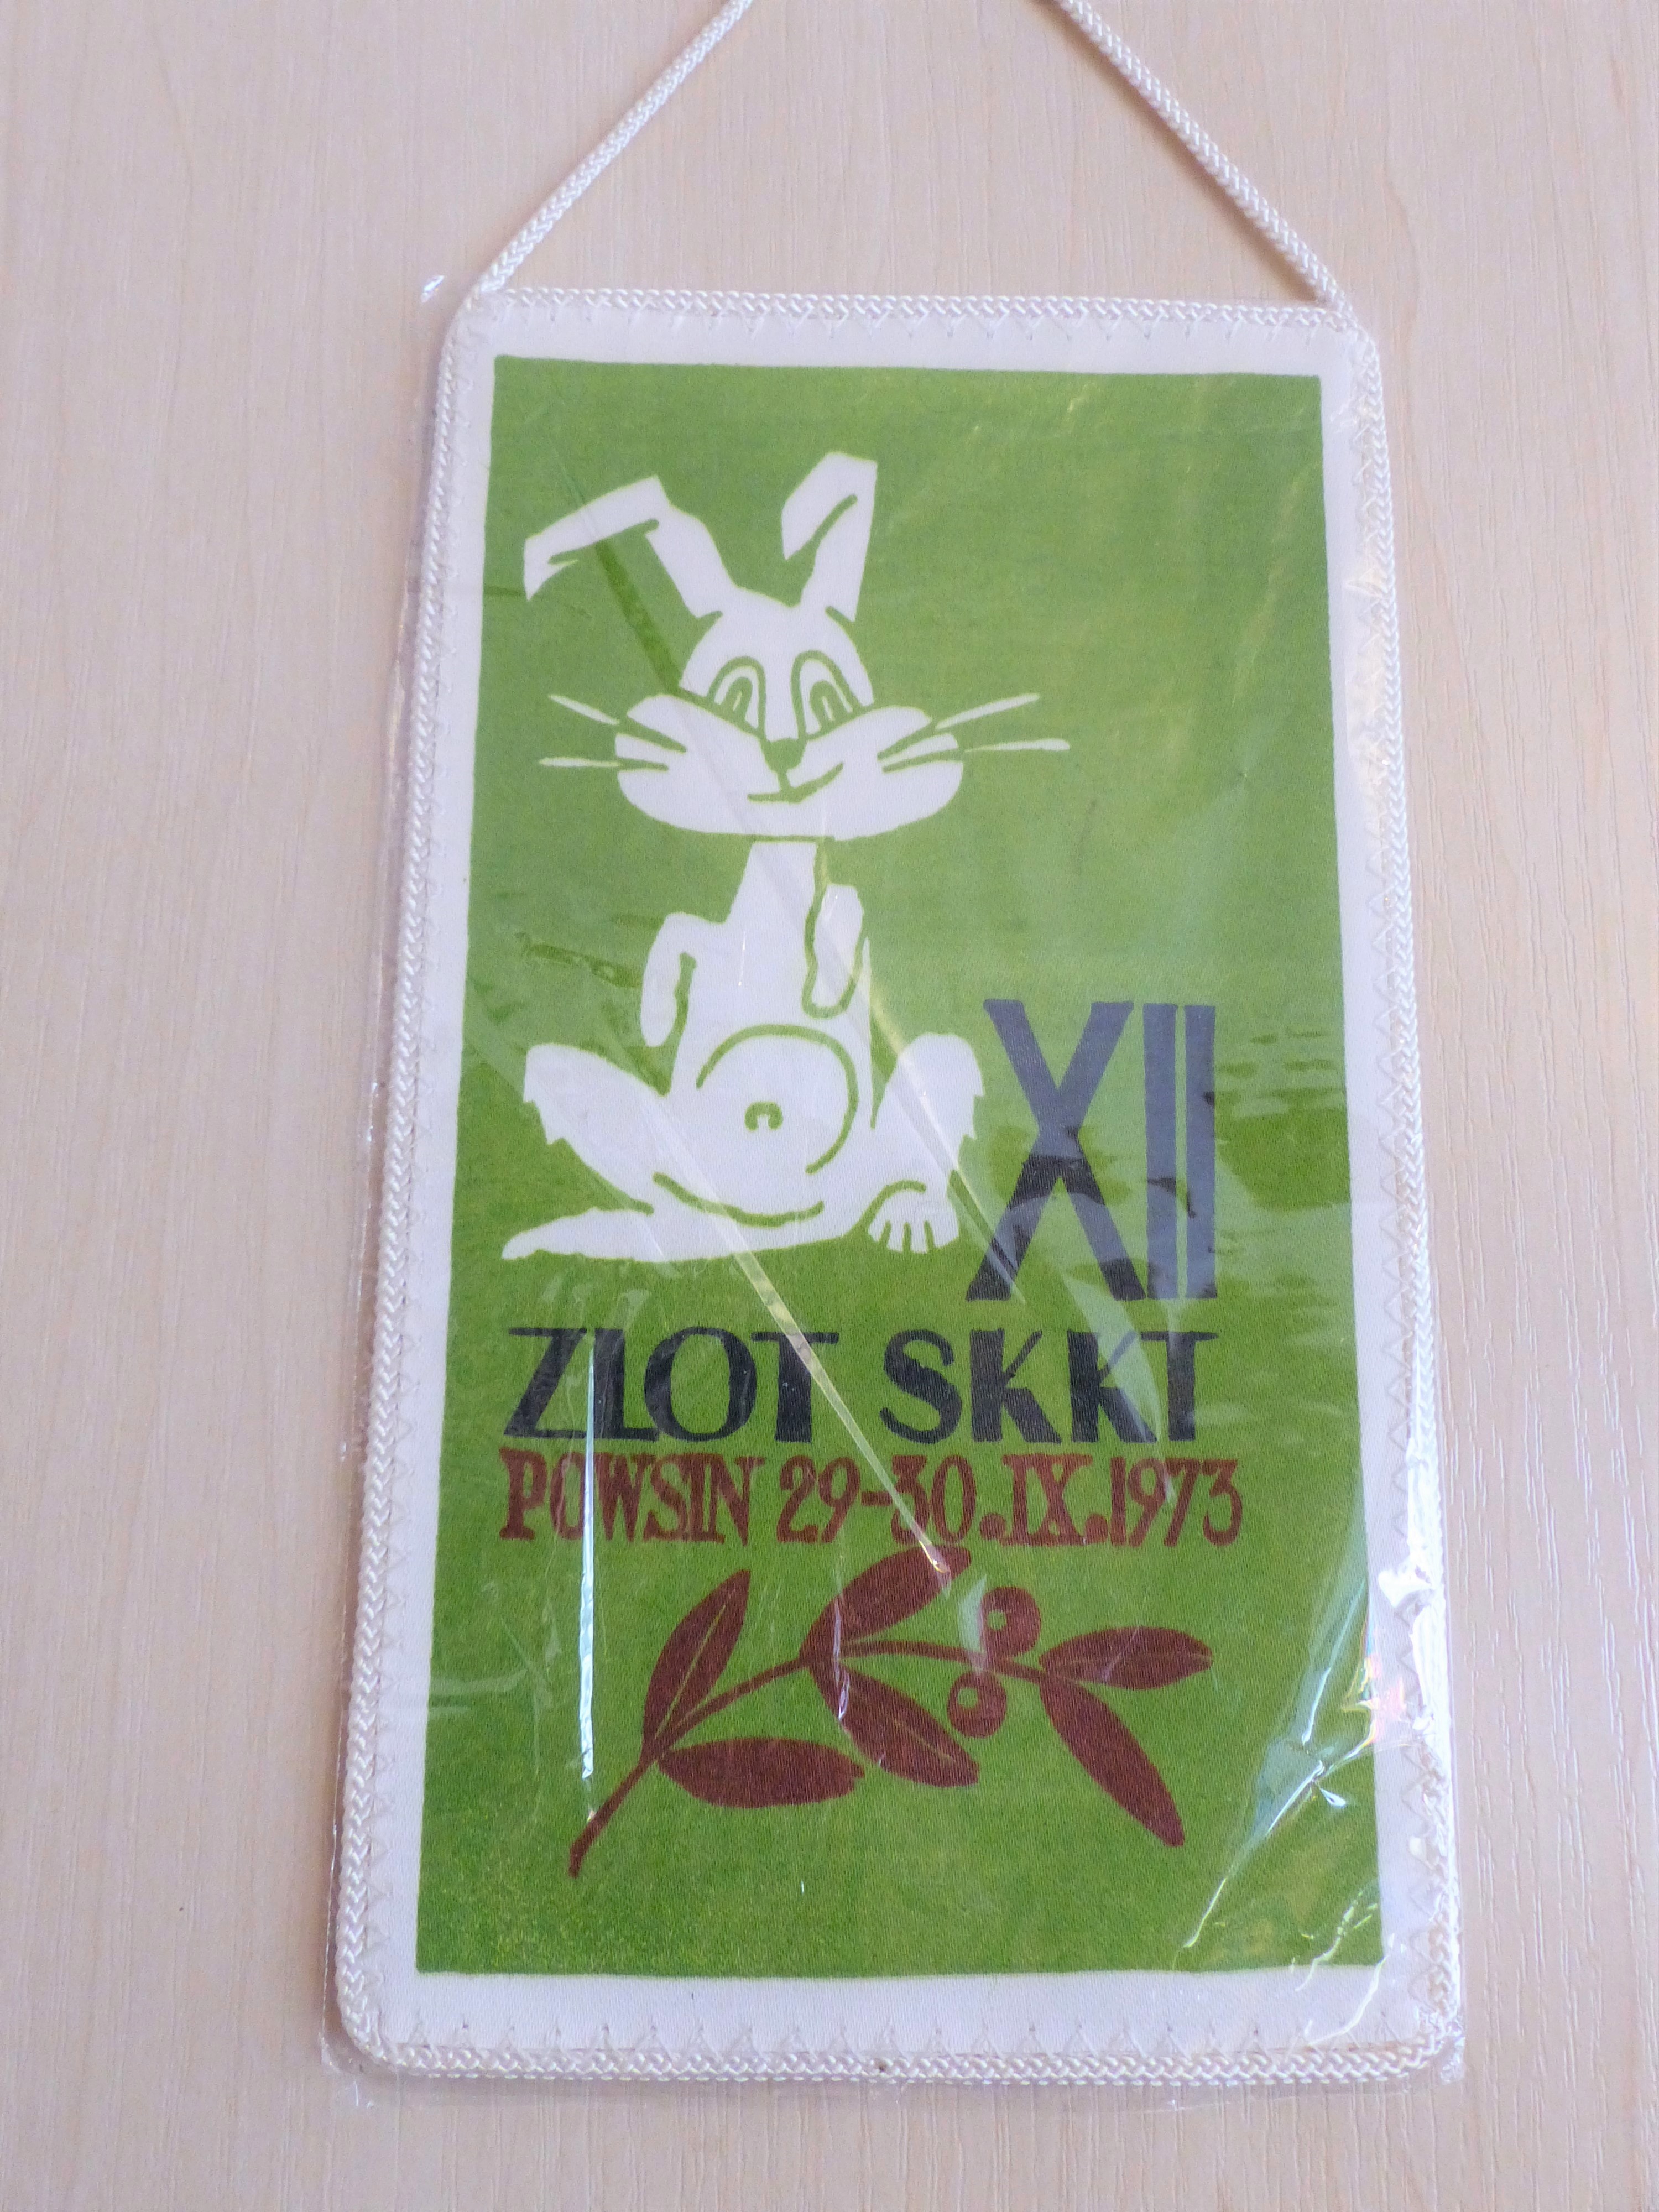 XII
ZLOT SKKT
POWSIN 29-30.IX.1973